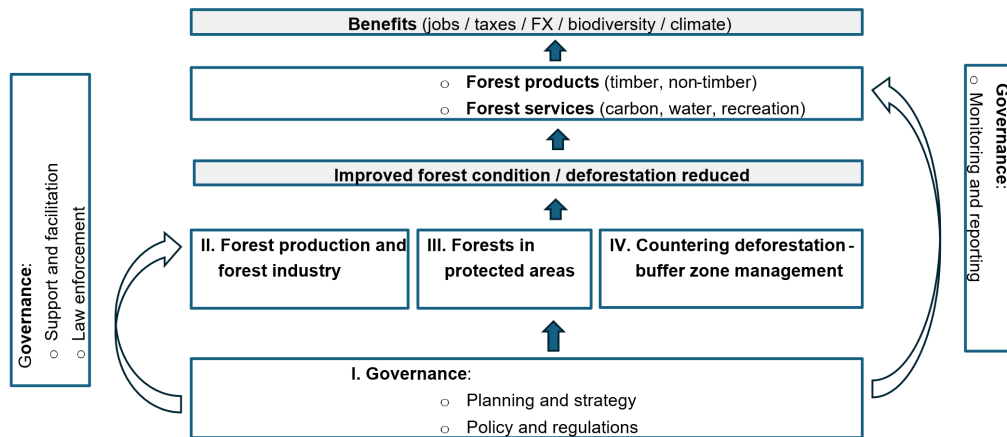 Benefits (jobs / taxes / FX / biodiversity / climate)
○ Forest products (timber, non-timber)
○ Forest services (carbon, water, recreation)
Improved forest condition / deforestation reduced
II. Forest production and
forest industry
III. Forests in
protected areas
IV. Countering deforestation -
buffer zone management
I. Governance:
○ Planning and strategy
○ Policy and regulations
Governance:
○ Support and facilitation
○ Law enforcement
Governance:
○ Monitoring and reporting